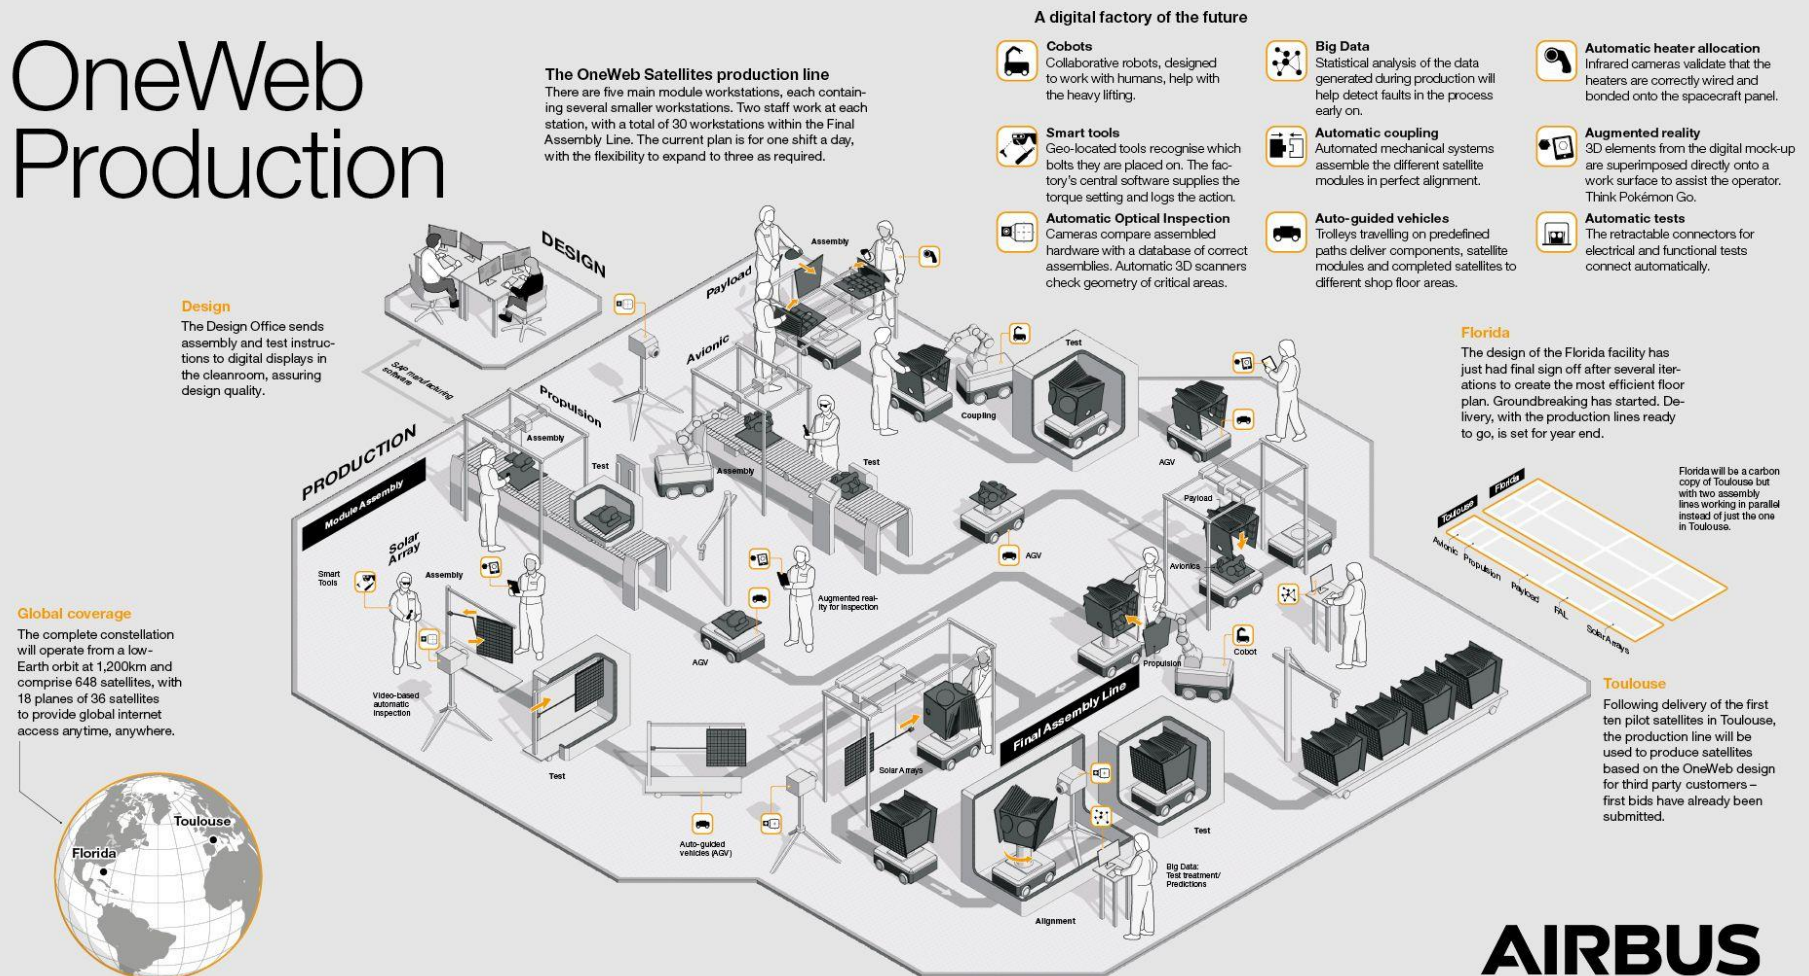 OneWeb
Production
The OneWeb Satellites production line
There are five main module workstations, each contain-
ing several smaller workstations. Two staff work at each
station, with a total of 30 workstations within the Final
Assembly Line. The current plan is for one shift a day,
with the flexibility to expand to three as required.
A digital factory of the future
Cobots
Collaborative robots, designed
to work with humans, help with
the heavy lifting.
Smart tools
Geo-located tools recognise which
bolts they are placed on. The fac-
tory's central software supplies the
torque setting and logs the action.
Automatic Optical Inspection
Cameras compare assembled
hardware with a database of correct
assemblies. Automatic 3D scanners
check geometry of critical areas.
Big Data
Statistical analysis of the data
generated during production will
help detect faults in the process
early on.
Automatic coupling
Automated mechanical systems
assemble the different satellite
modules in perfect alignment.
Auto-guided vehicles
Trolleys travelling on predefined
paths deliver components, satellite
modules and completed satellites to
different shop floor areas.
Automatic heater allocation
Infrared cameras validate that the
heaters are correctly wired and
bonded onto the spacecraft panel.
Augmented reality
3D elements from the digital mock-up
are superimposed directly onto a
work surface to assist the operator.
Think Pokémon Go.
Automatic tests
The retractable connectors for
electrical and functional tests
connect automatically.
Design
The Design Office sends
assembly and test instruc-
tions to digital displays in
the cleanroom, assuring
design quality.
DESIGN
SAP manufacturing
software
PRODUCTION
Module Assembly
Payload
Assembly
Avionic
Propulsion
Assembly
Test
Assembly
Test
Coupling
Test
AGV
AGV
Solar
Array
Smart
Tools
Assembly
Video-based
automatic
inspection
Test
AGV
Augmented real-
ity for inspection
Auto-guided
vehicles (AGV)
Solar Arrays
Payload
Avionics
Propulsion
Cobot
Final Assembly Line
Test
Alignment
Big Data:
Test treatment/
Predictions
Global coverage
The complete constellation
will operate from a low-
Earth orbit at 1,200km and
comprise 648 satellites, with
18 planes of 36 satellites
to provide global internet
access anytime, anywhere.
Toulouse
Florida
Florida
The design of the Florida facility has
just had final sign off after several iter-
ations to create the most efficient floor
plan. Groundbreaking has started. De-
livery, with the production lines ready
to go, is set for year end.
Florida will be a carbon
copy of Toulouse but
with two assembly
lines working in parallel
instead of just the one
in Toulouse.
Toulouse
Florida
Avionic
Propulsion
Payload
FAL
Solar Arrays
Toulouse
Following delivery of the first
ten pilot satellites in Toulouse,
the production line will be
used to produce satellites
based on the OneWeb design
for third party customers –
first bids have already been
submitted.
AIRBUS